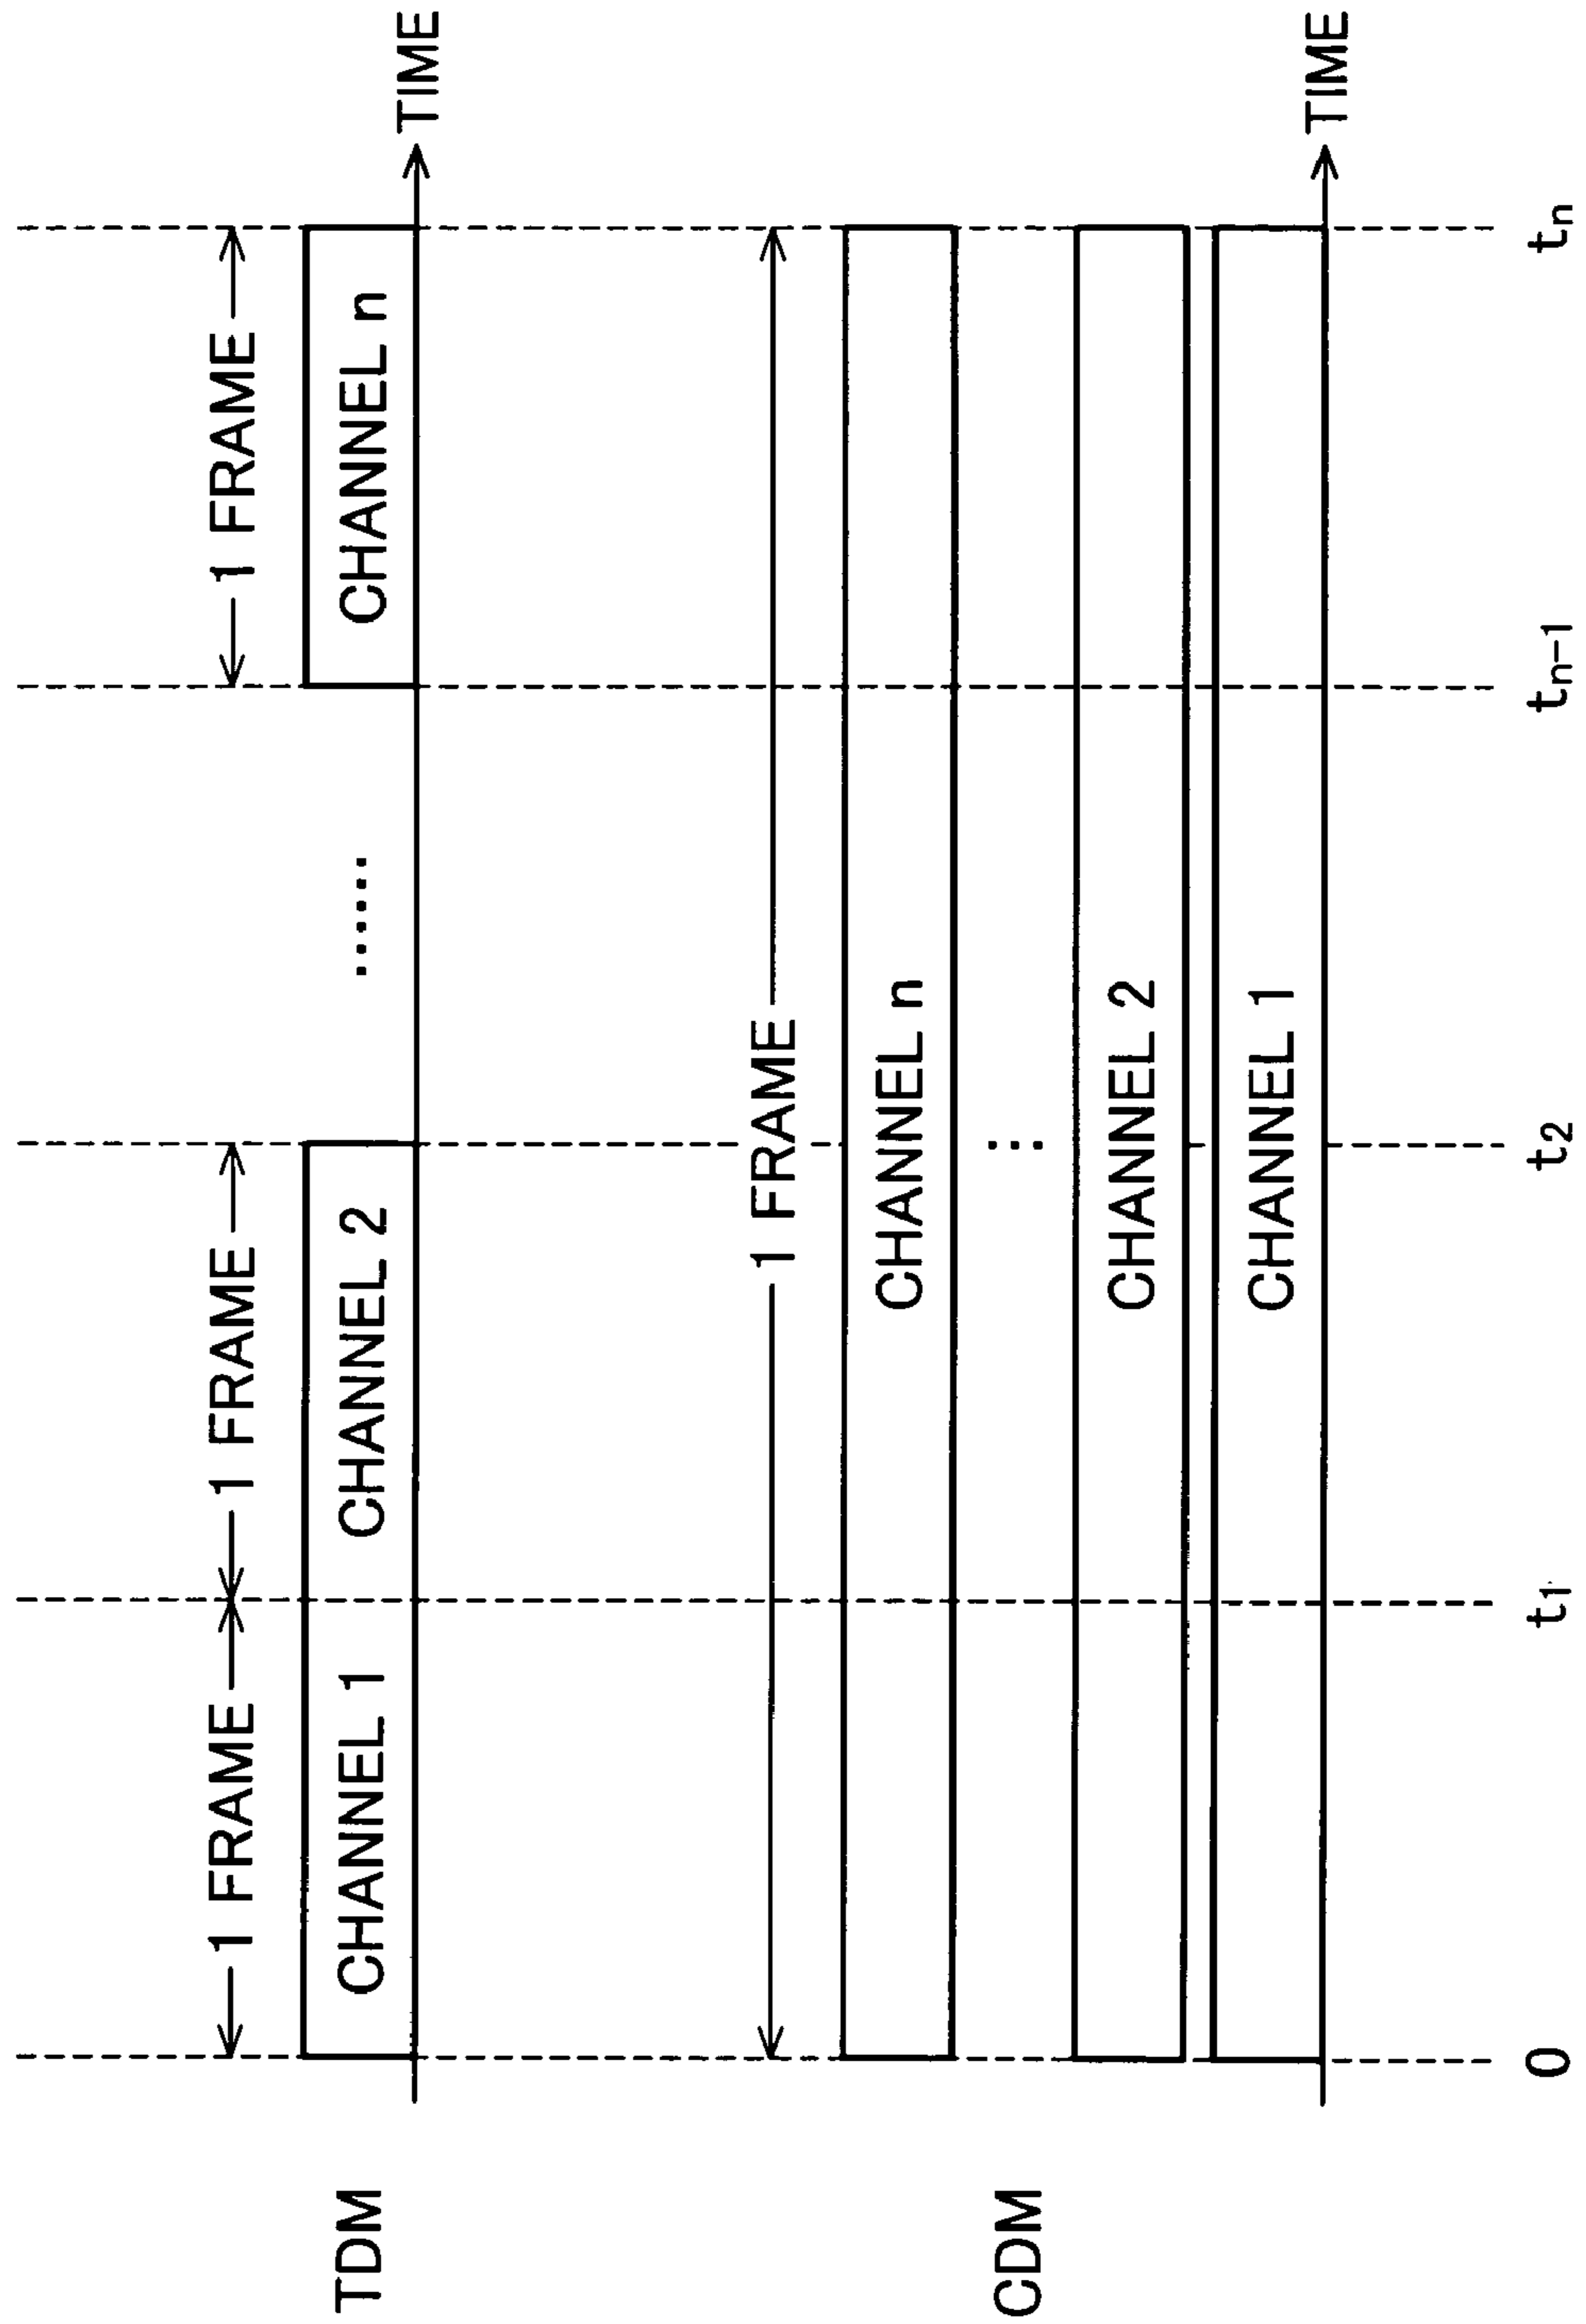 TDM
1 FRAME 1 FRAME 1 FRAME
CHANNEL 1 CHANNEL 2 ...... CHANNEL n
TIME
CDM
1 FRAME
CHANNEL n
⋮
CHANNEL 2
CHANNEL 1
TIME
0 t1 t2 tn-1 tn